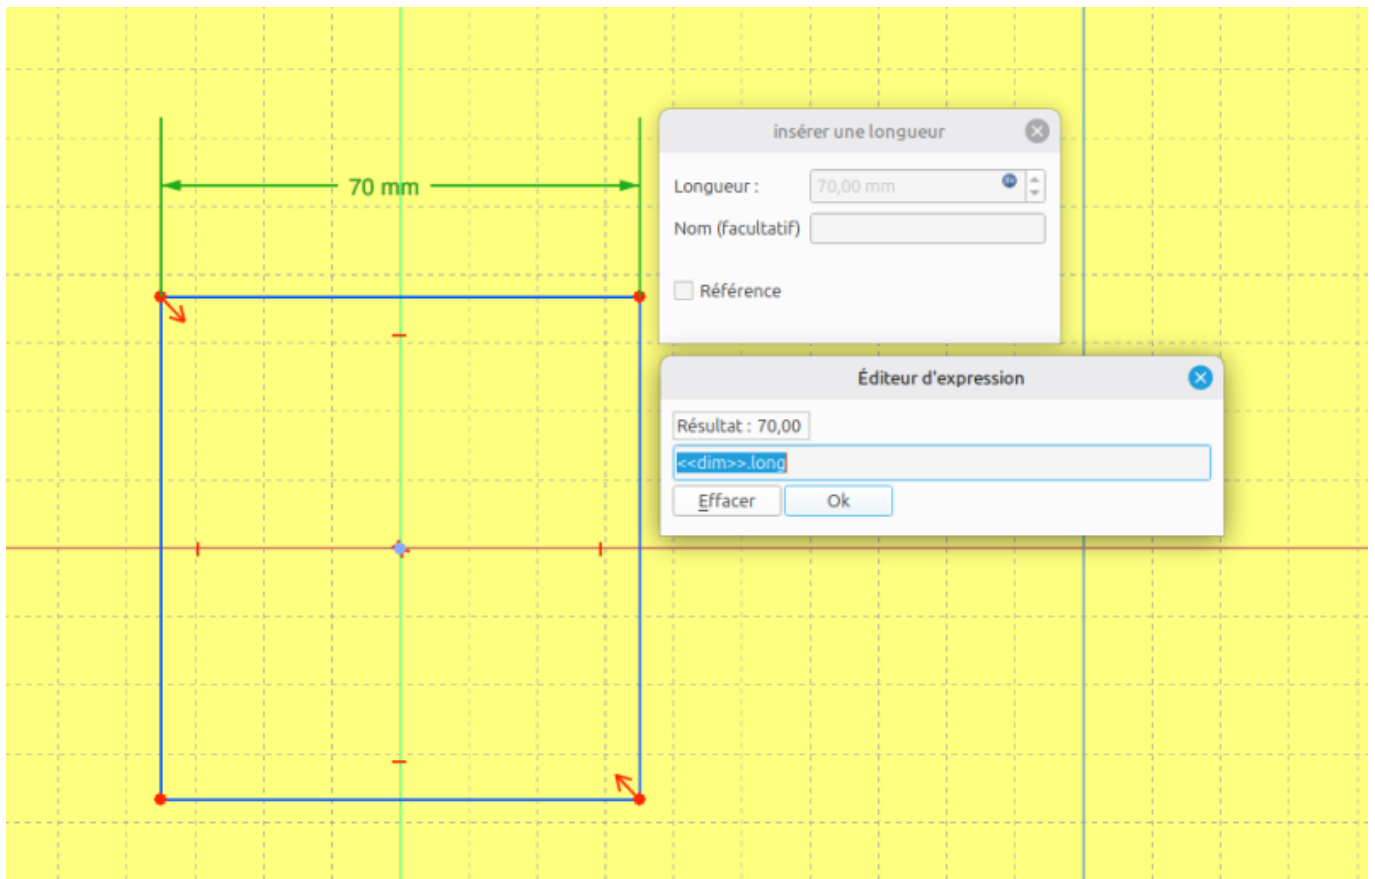 insérer une longueur
70 mm
Longueur :
70,00 mm
Nom (facultatif)
Référence
Éditeur d'expression
Résultat : 70,00
<<dim>>.long
Effacer
Ok